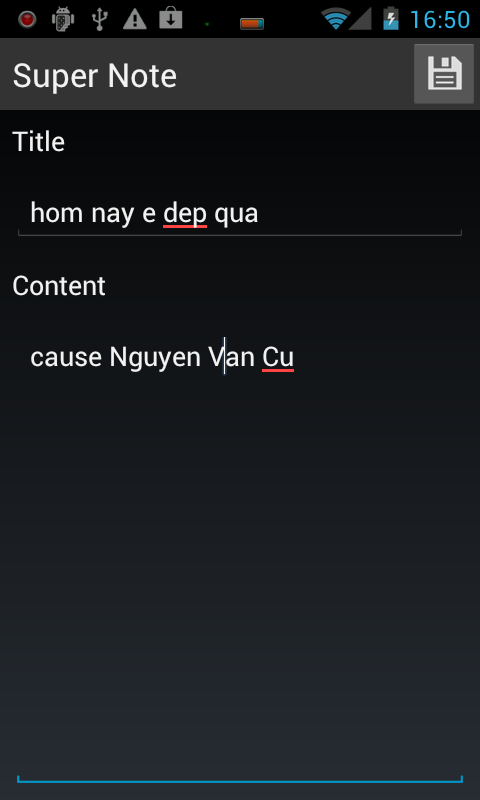 16:50
Super Note
Title
hom nay e dep qua
Content
cause Nguyen Van Cu